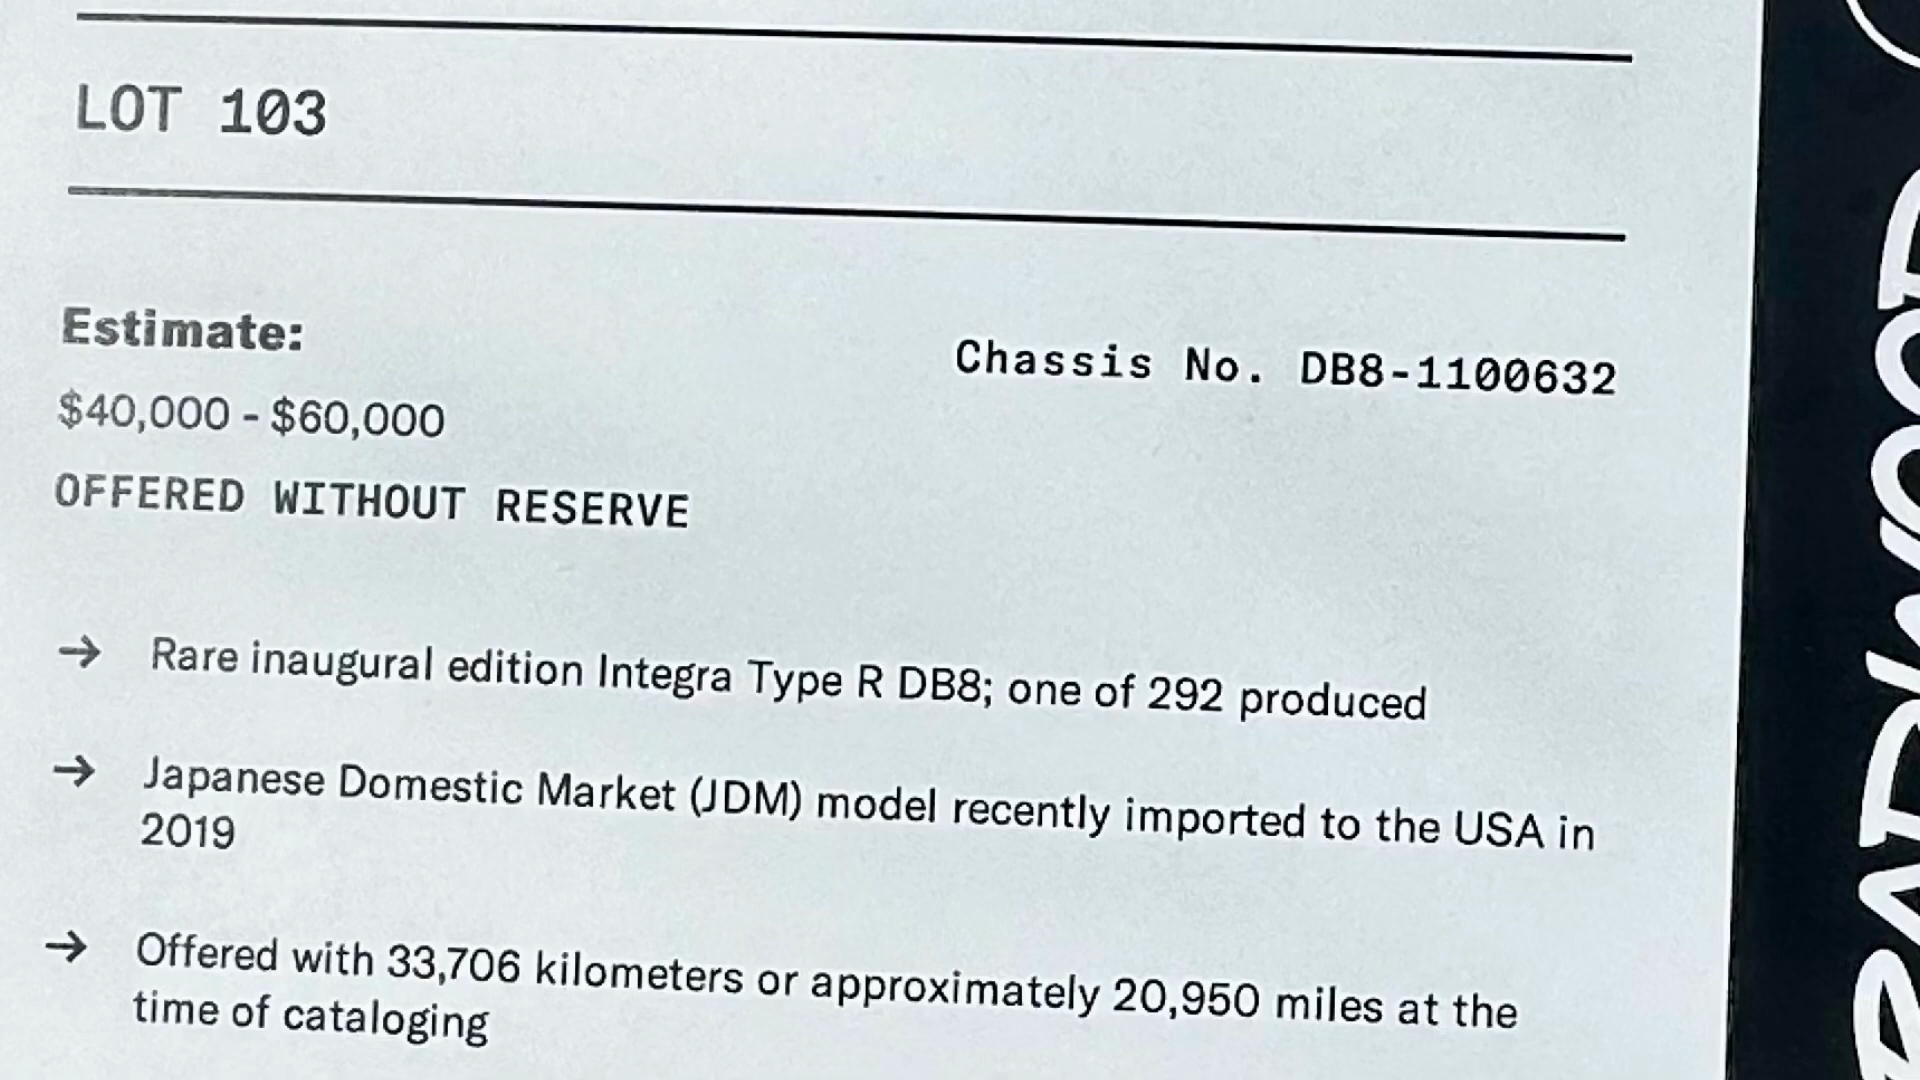 LOT 103
Estimate:
$40,000 - $60,000
Chassis No. DB8-1100632
OFFERED WITHOUT RESERVE
→ Rare inaugural edition Integra Type R DB8; one of 292 produced
→ Japanese Domestic Market (JDM) model recently imported to the USA in
2019
→ Offered with 33,706 kilometers or approximately 20,950 miles at the
time of cataloging